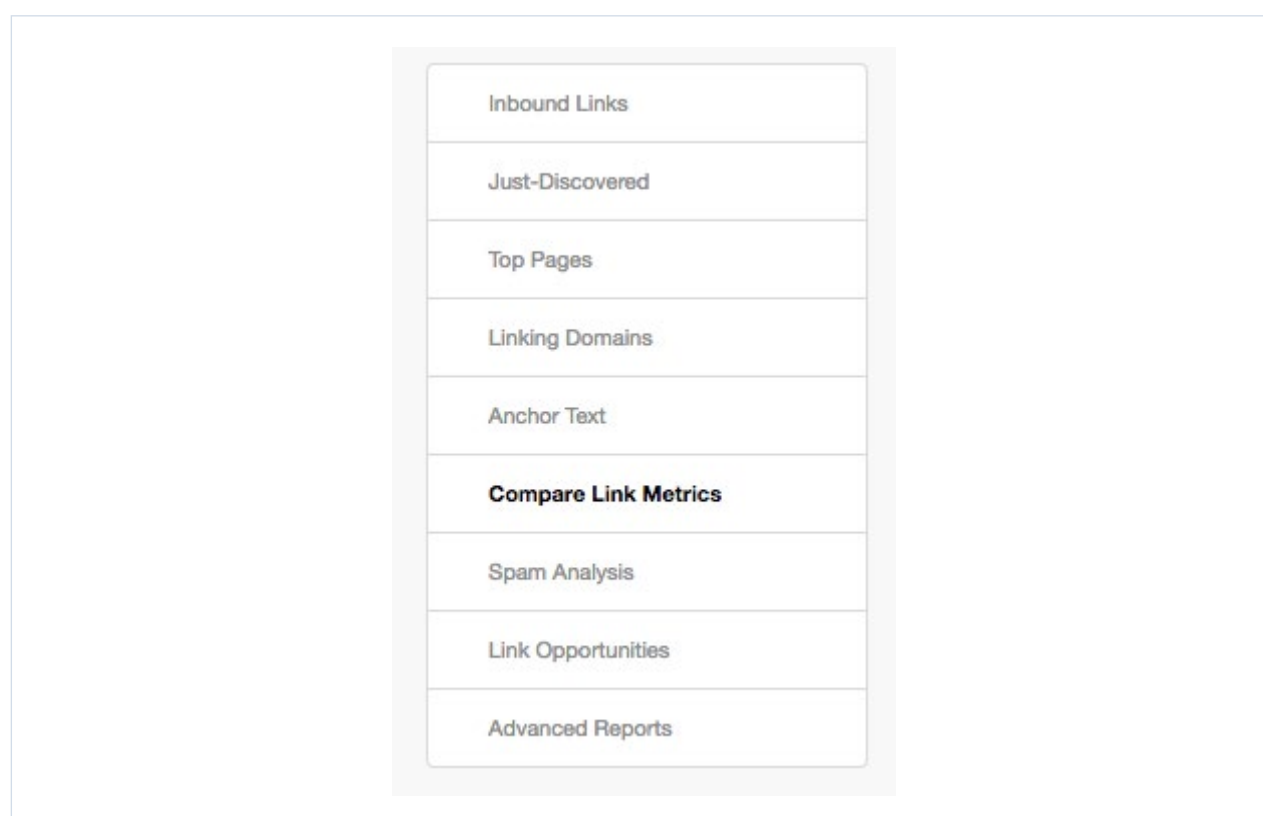 Inbound Links
Just-Discovered
Top Pages
Linking Domains
Anchor Text
Compare Link Metrics
Spam Analysis
Link Opportunities
Advanced Reports